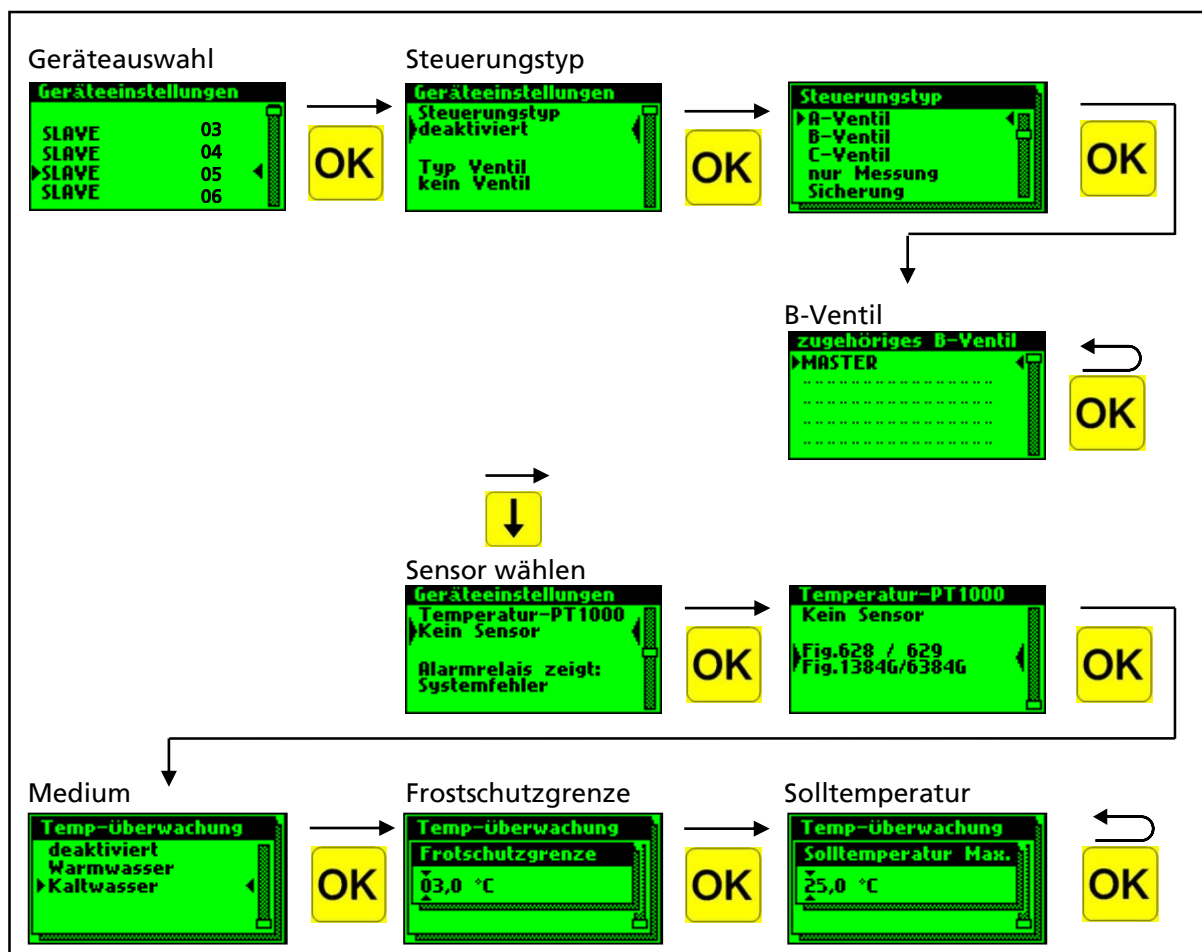 Geräteauswahl
Geräteeinstellungen
SLAVE 03
SLAVE 04
SLAVE 05
SLAVE 06
OK
Steuerungstyp
Geräteeinstellungen
Steuerungstyp
deaktiviert
Typ Ventil
kein Ventil
OK
Steuerungstyp
A-Ventil
B-Ventil
C-Ventil
nur Messung
Sicherung
OK
B-Ventil
zugehöriges B-Ventil
MASTER
OK
Sensor wählen
Geräteeinstellungen
Temperatur-PT1000
Kein Sensor
Alarmrelais zeigt:
Systemfehler
OK
Temperatur-PT1000
Kein Sensor
Fig.628 / 629
Fig.1384G/6384G
OK
Medium
Temp-Überwachung
deaktiviert
Warmwasser
Kaltwasser
OK
Frostschutzgrenze
Temp-Überwachung
Frotschutzgrenze
03,0 °C
OK
Solltemperatur
Temp-Überwachung
Solltemperatur Max.
25,0 °C
OK